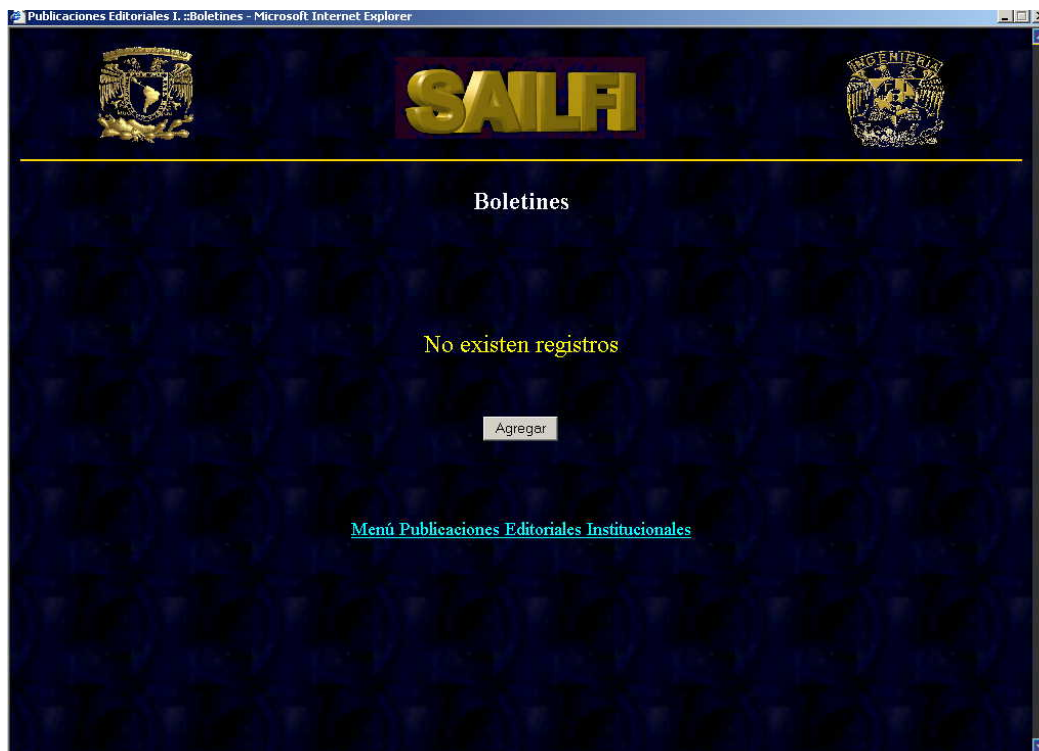 Publicaciones Editoriales I. ::Boletines - Microsoft Internet Explorer
SAILFI
INGENIERIA
Boletines
No existen registros
Agregar
Menú Publicaciones Editoriales Institucionales